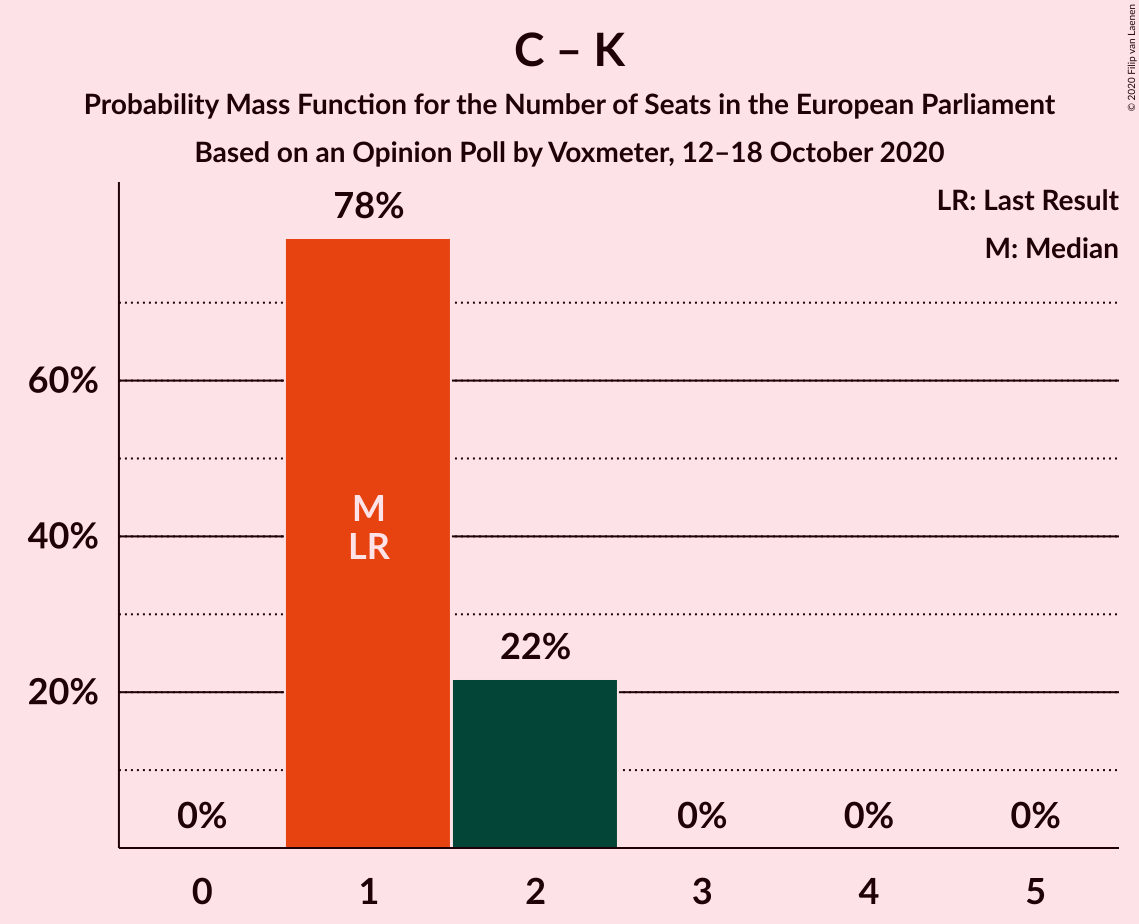 C – K
Probability Mass Function for the Number of Seats in the European Parliament
Based on an Opinion Poll by Voxmeter, 12–18 October 2020
© 2020 Filip van Laenen
LR: Last Result
M: Median
78%
60%
M
40%
LR
22%
20%
0%
0%
0%
0%
0
1
2
3
4
5